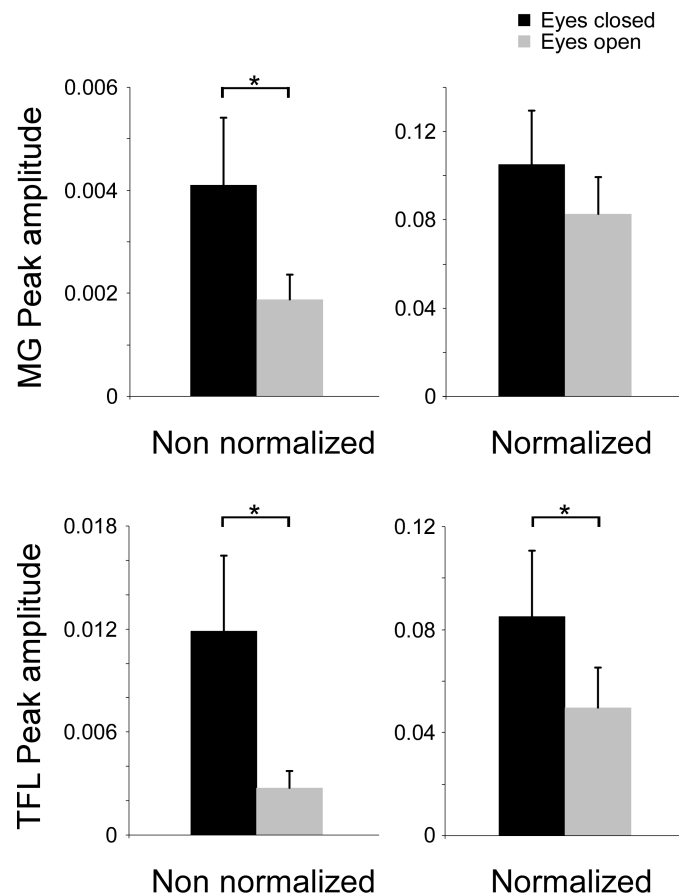 Eyes closed
Eyes open
MG Peak amplitude
0.006
0.004
0.002
0
*
Non normalized
0.12
0.08
0.04
0
Normalized
TFL Peak amplitude
0.018
0.012
0.006
0
*
Non normalized
0.12
0.08
0.04
0
*
Normalized